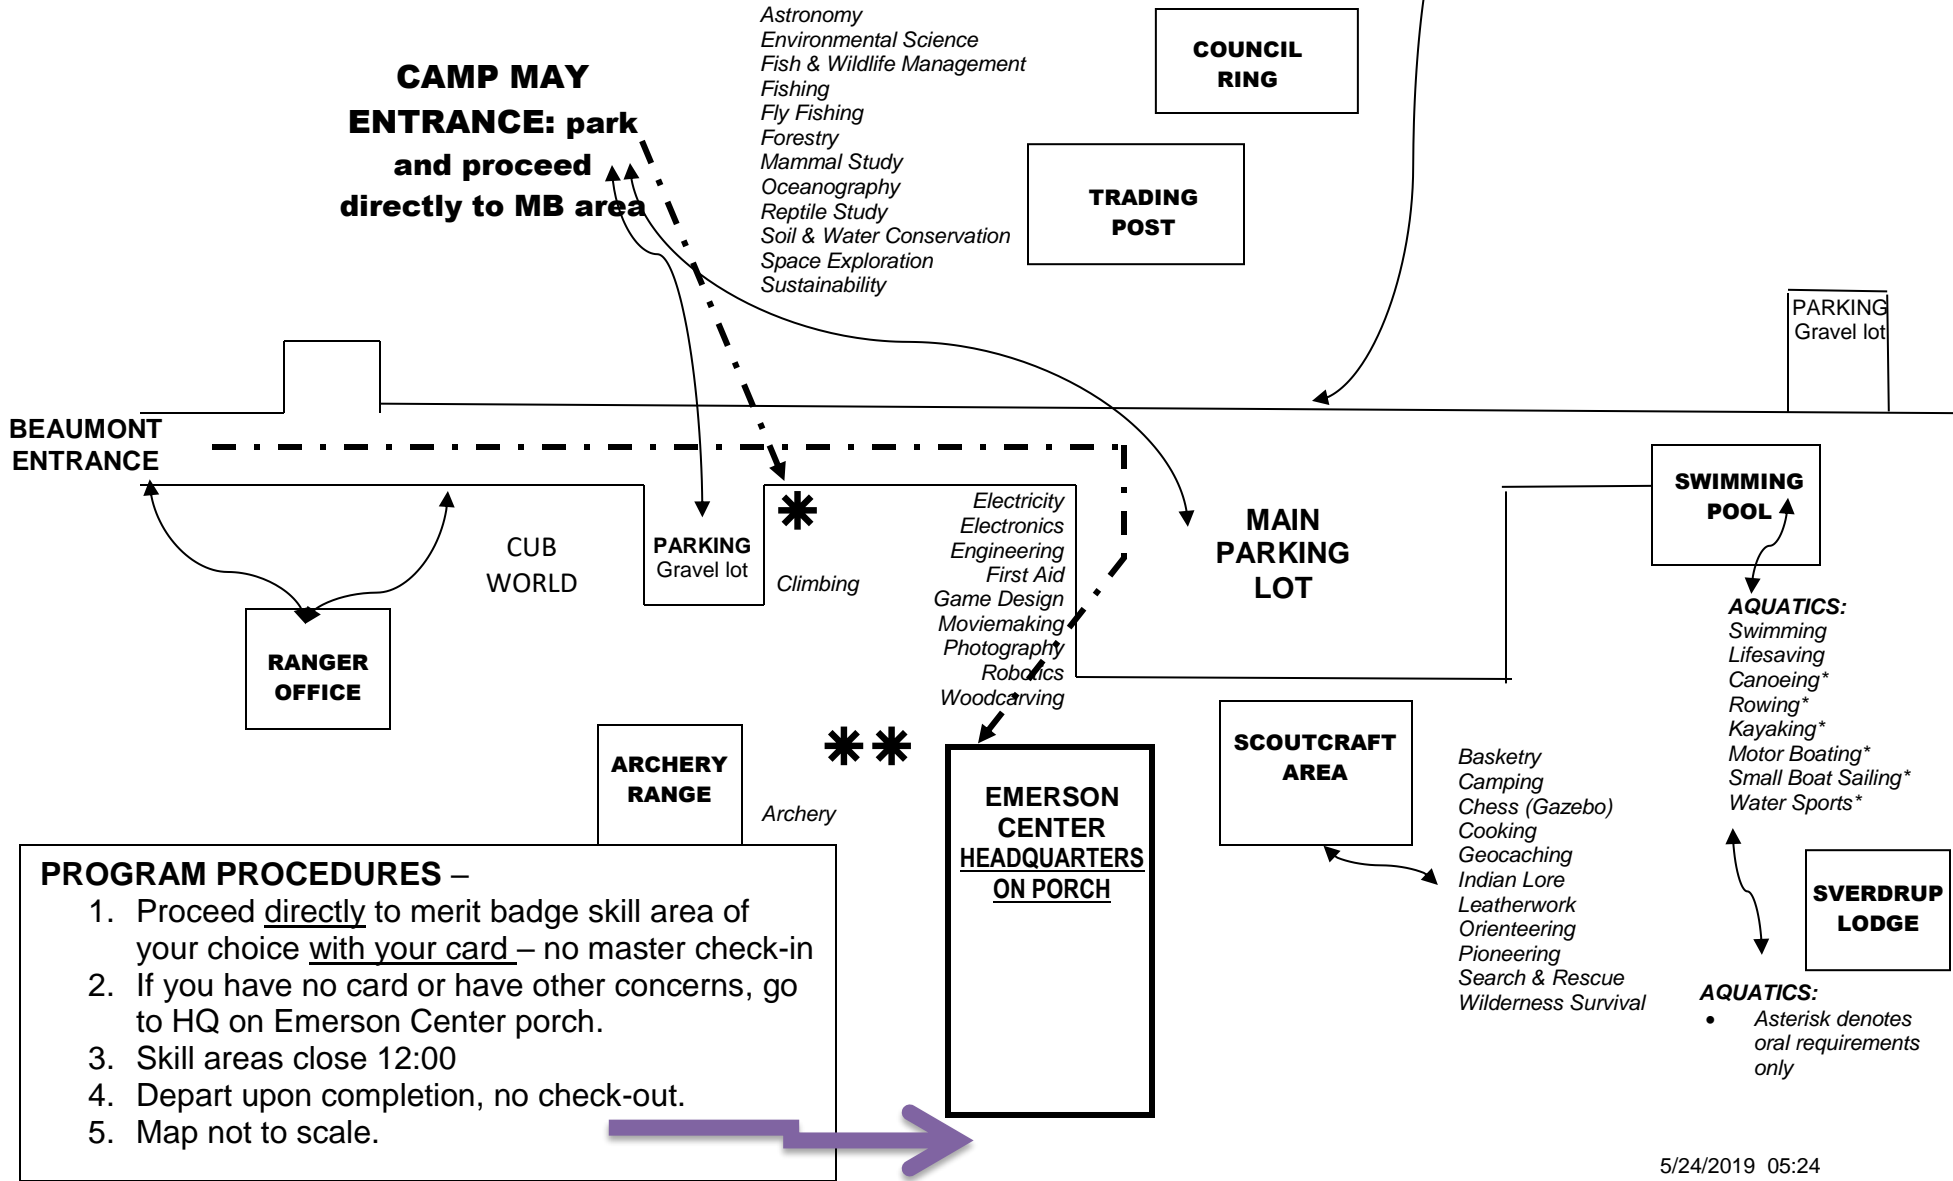 Astronomy
Environmental Science
Fish & Wildlife Management
Fishing
Fly Fishing
Forestry
Mammal Study
Oceanography
Reptile Study
Soil & Water Conservation
Space Exploration
Sustainability
CAMP MAY
ENTRANCE: park
and proceed
directly to MB area
COUNCIL
RING
TRADING
POST
PARKING
Gravel lot
BEAUMONT
ENTRANCE
CUB
WORLD
PARKING
Gravel lot
Climbing
Electricity
Electronics
Engineering
First Aid
Game Design
Moviemaking
Photography
Robotics
Woodcarving
MAIN
PARKING
LOT
SWIMMING
POOL
AQUATICS:
Swimming
Lifesaving
Canoeing*
Rowing*
Kayaking*
Motor Boating*
Small Boat Sailing*
Water Sports*
RANGER
OFFICE
ARCHERY
RANGE
Archery
EMERSON
CENTER
HEADQUARTERS
ON PORCH
SCOUTCRAFT
AREA
Basketry
Camping
Chess (Gazebo)
Cooking
Geocaching
Indian Lore
Leatherwork
Orienteering
Pioneering
Search & Rescue
Wilderness Survival
SVERDRUP
LODGE
AQUATICS:
• Asterisk denotes
oral requirements
only
PROGRAM PROCEDURES –
1. Proceed directly to merit badge skill area of
your choice with your card – no master check-in
2. If you have no card or have other concerns, go
to HQ on Emerson Center porch.
3. Skill areas close 12:00
4. Depart upon completion, no check-out.
5. Map not to scale.
5/24/2019 05:24